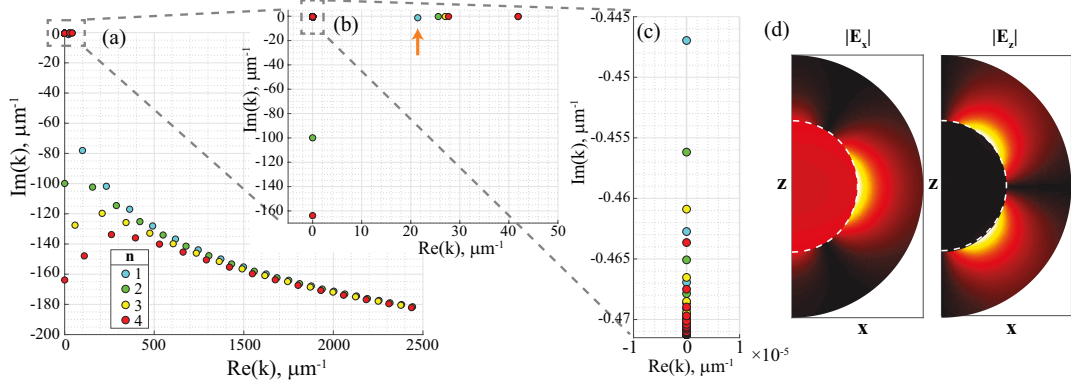 (a)
Im(k), μm⁻¹
0
-20
-40
-60
-80
-100
-120
-140
-160
-180
-200
0
500
1000
1500
2000
2500
Re(k), μm⁻¹
n
1
2
3
4
(b)
Im(k), μm⁻¹
0
-20
-40
-60
-80
-100
-120
-140
-160
0
10
20
30
40
50
Re(k), μm⁻¹
(c)
Im(k), μm⁻¹
-0.445
-0.45
-0.455
-0.46
-0.465
-0.47
-1
0
1
×10⁻⁵
Re(k), μm⁻¹
(d)
|Eₓ|
|E_z|
z
z
x
x